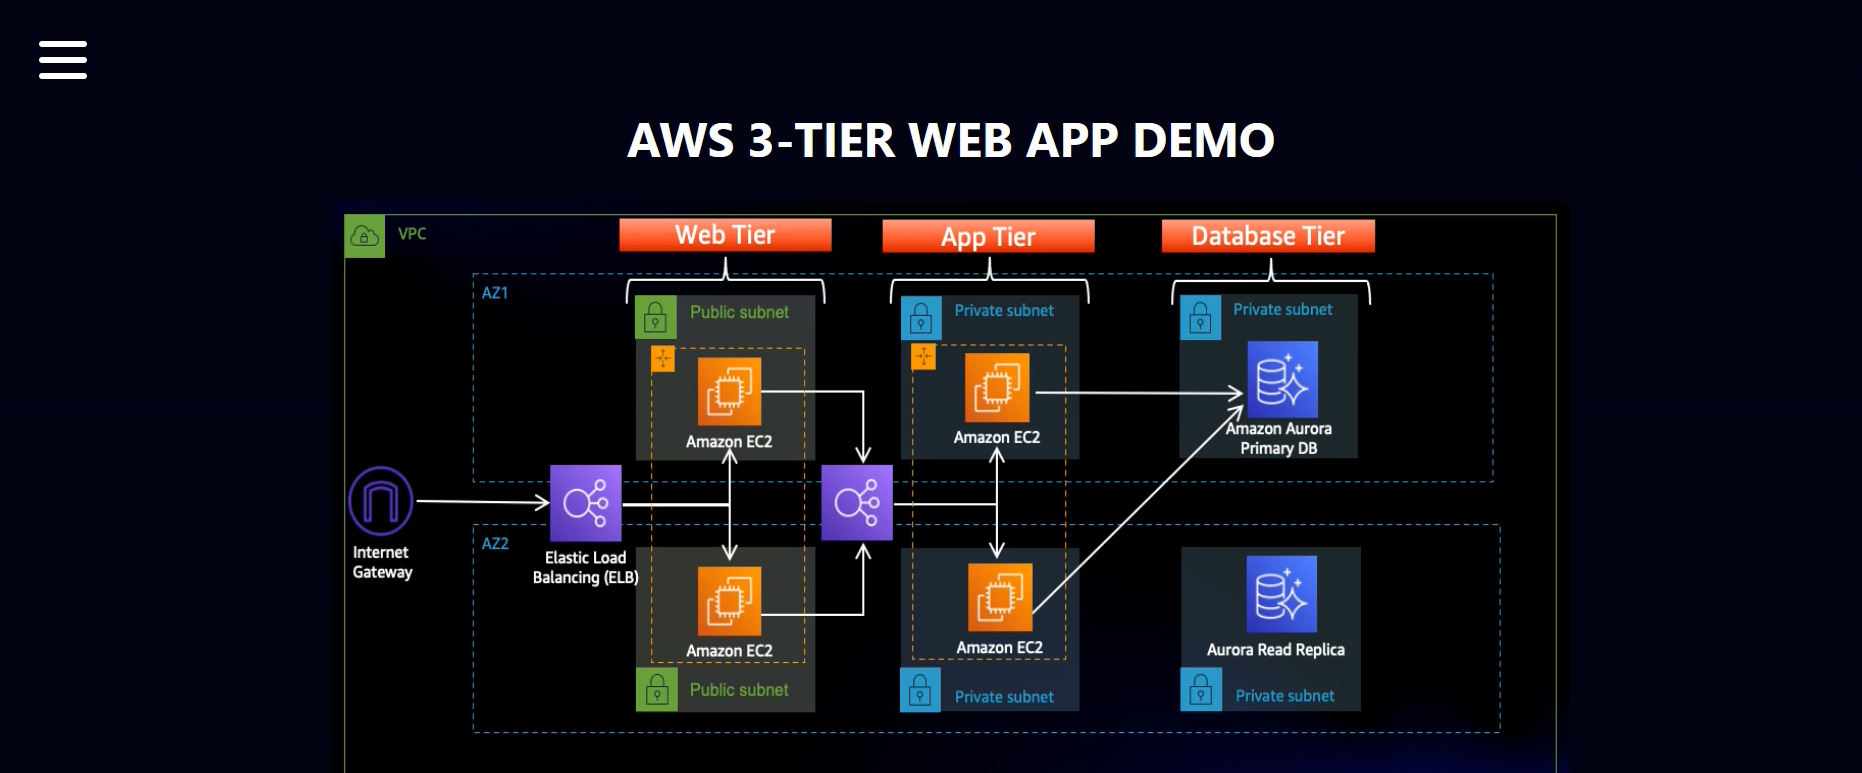 AWS 3-TIER WEB APP DEMO
VPC
Web Tier
App Tier
Database Tier
AZ1
Public subnet
Private subnet
Private subnet
Amazon EC2
Amazon EC2
Amazon Aurora
Primary DB
Internet
Gateway
Elastic Load
Balancing (ELB)
AZ2
Amazon EC2
Amazon EC2
Aurora Read Replica
Public subnet
Private subnet
Private subnet